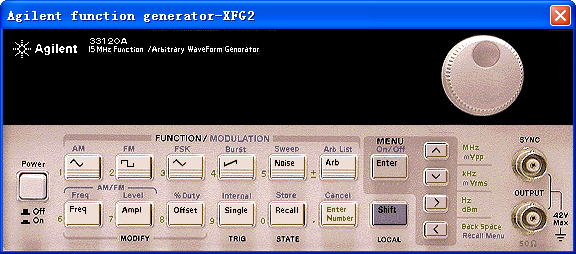 Agilent function generator-XFG2
Agilent
33120A
15 MHz Function /Arbitrary WaveForm Generator
FUNCTION/MODULATION
AM FM FSK Burst Sweep Arb List
1 2 3 4 Noise 5 ± Arb
AM/FM
Freq Level % Duty Internal Store Cancel
6 Freq 7 Ampl 8 Offset 9 Single 0 Recall . Enter Number
MODIFY TRIG STATE
Power
Off
On
MENU
On/Off
Enter
Shift
LOCAL
MHz
mVpp
kHz
mVrms
Hz
dBm
Back Space
Recall Menu
SYNC
OUTPUT
42V
Max
50Ω